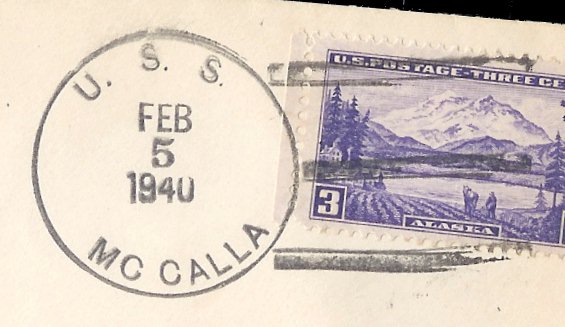 U. S. S.
FEB
5
1940
MC CALLA
U.S. POSTAGE-THREE CE
3
ALASKA